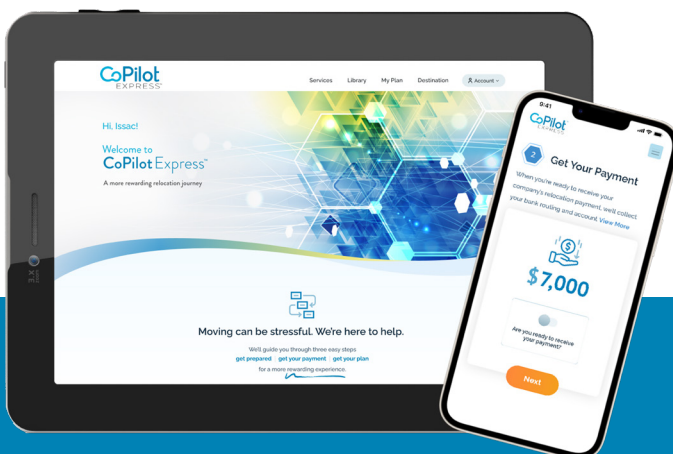 CoPilot
EXPRESS
Services Library My Plan Destination Account
Hi, Issac!
Welcome to
CoPilot Express™
A more rewarding relocation journey
Moving can be stressful. We're here to help.
We'll guide you through three easy steps
get prepared | get your payment | get your plan
for a more rewarding experience.
9:41
CoPilot
EXPRESS
2
Get Your Payment
When you're ready to receive your
company's relocation payment, we'll collect
your bank routing and account. View More
$
$7,000
Are you ready to receive
your payment?
Next